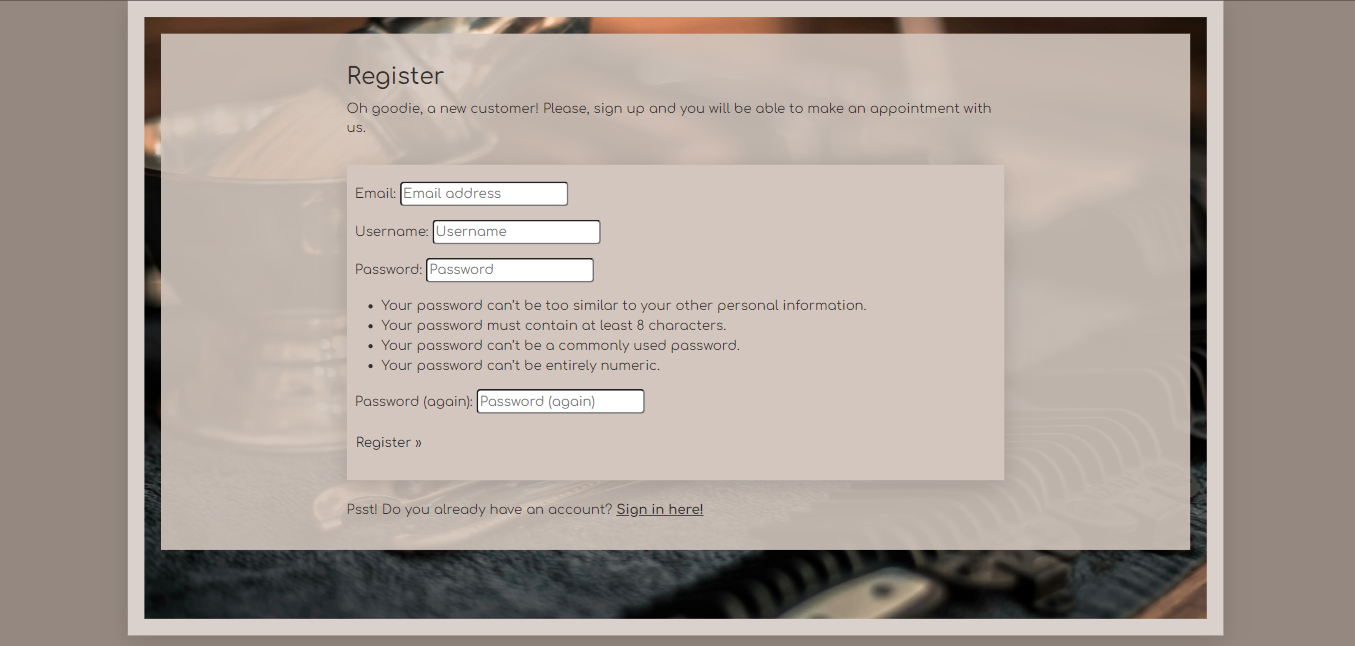 Register
Oh goodie, a new customer! Please, sign up and you will be able to make an appointment with
us.
Email: Email address
Username: Username
Password: Password
• Your password can't be too similar to your other personal information.
• Your password must contain at least 8 characters.
• Your password can't be a commonly used password.
• Your password can't be entirely numeric.
Password (again): Password (again)
Register »
Psst! Do you already have an account? Sign in here!